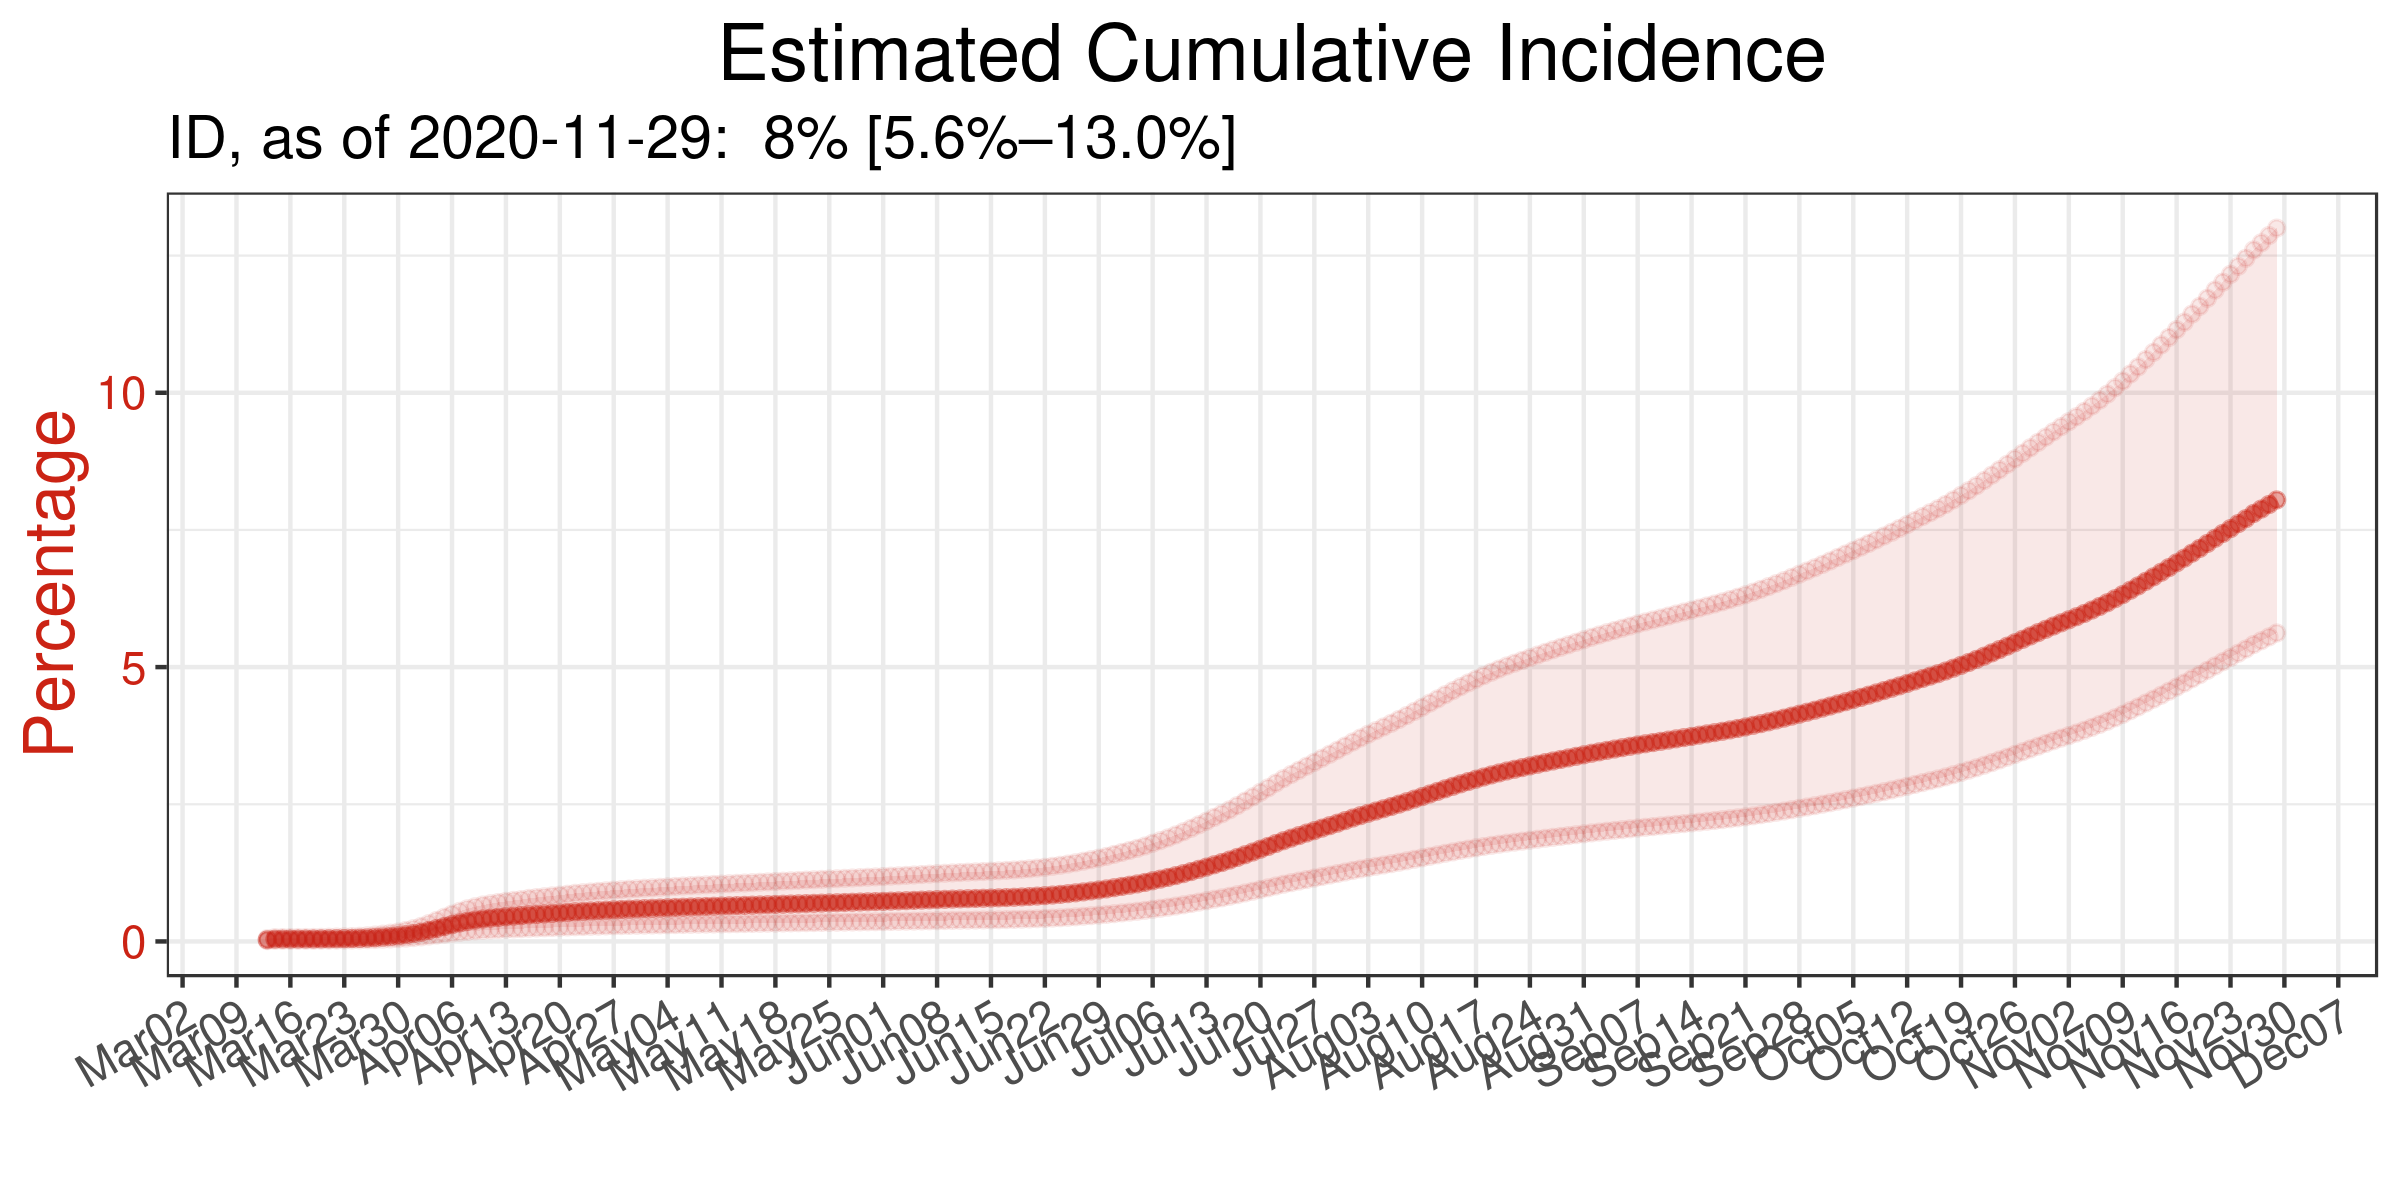 Estimated Cumulative Incidence
ID, as of 2020-11-29:  8% [5.6%–13.0%]
Percentage
10
5
0
Mar02
Mar09
Mar16
Mar23
Mar30
Apr06
Apr13
Apr20
Apr27
May04
May11
May18
May25
Jun01
Jun08
Jun15
Jun22
Jun29
Jul06
Jul13
Jul20
Jul27
Aug03
Aug10
Aug17
Aug24
Aug31
Sep07
Sep14
Sep21
Sep28
Oct05
Oct12
Oct19
Oct26
Nov02
Nov09
Nov16
Nov23
Nov30
Dec07